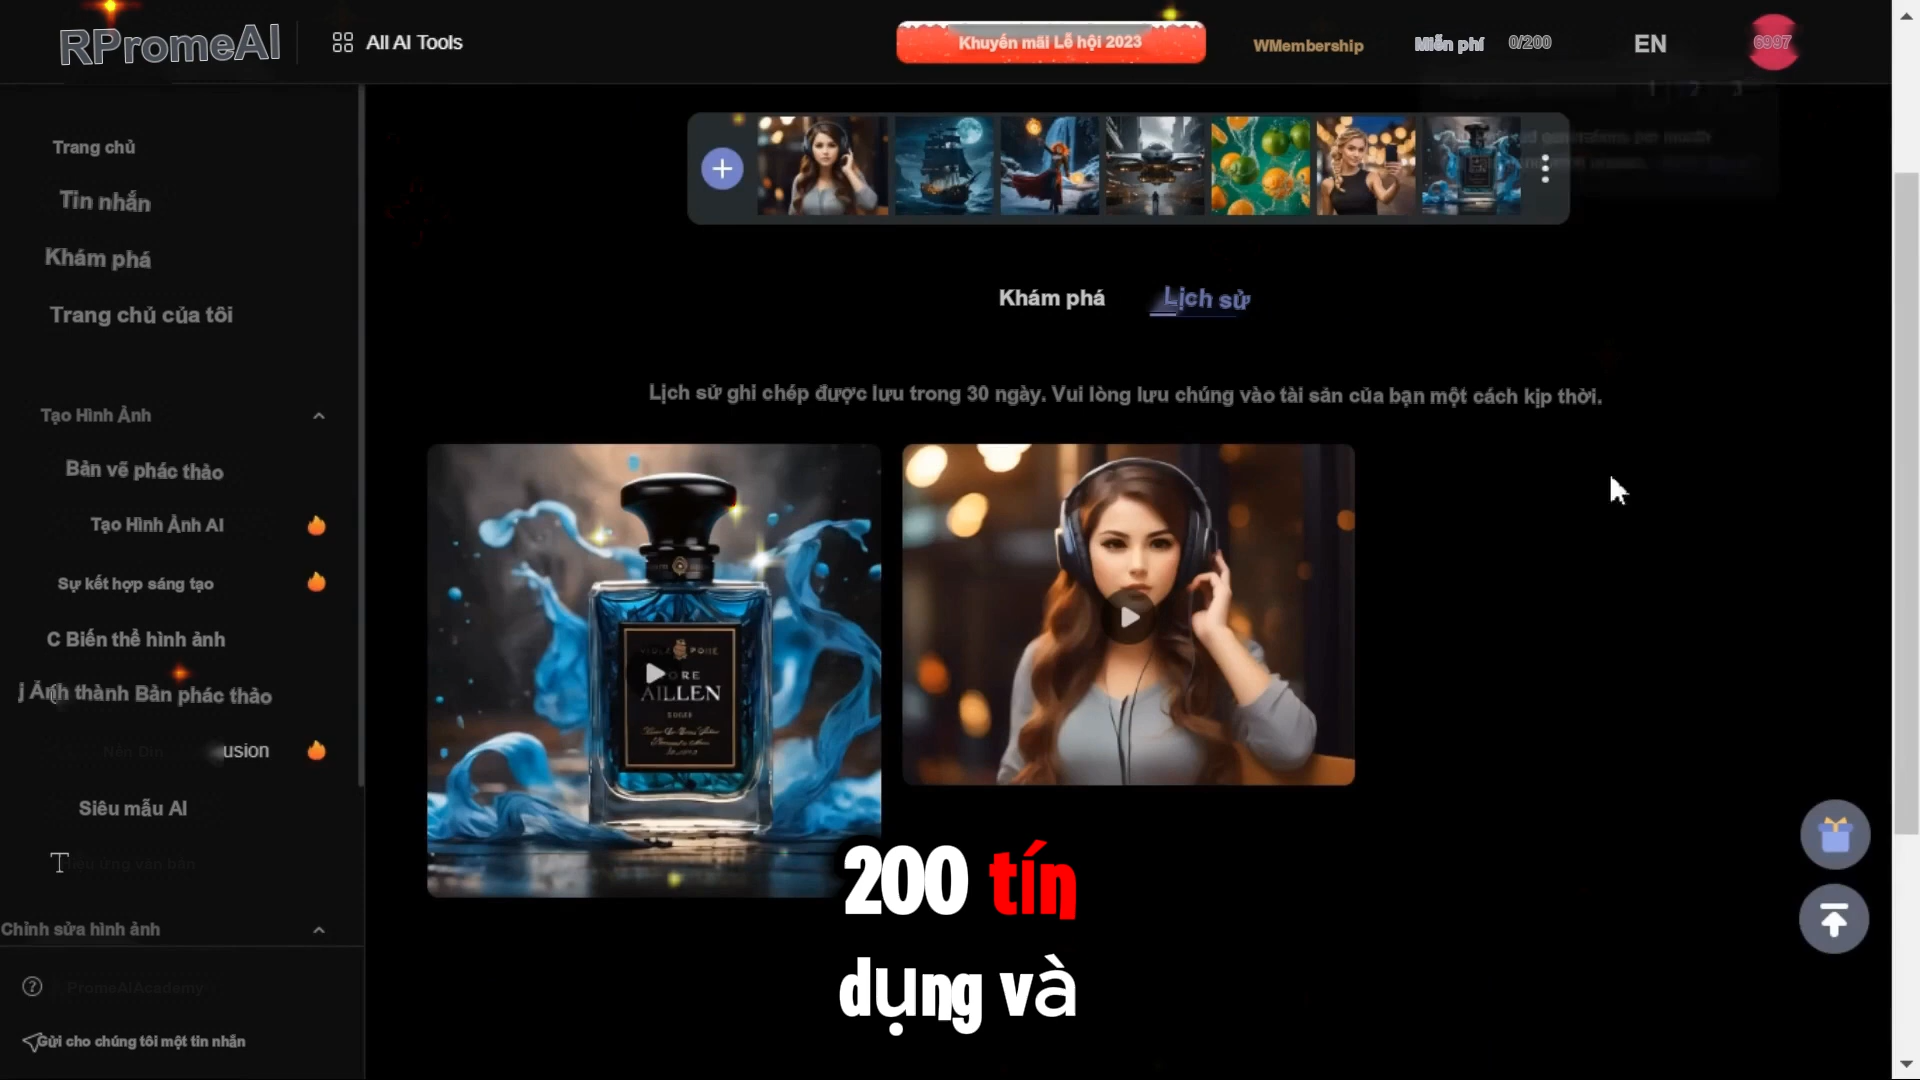 RPromeAI
All AI Tools
Khuyến mãi Lễ hội 2023
WMembership
Miễn phí
0/200
EN
6997
1 2 3
Trang chủ
Tin nhắn
Khám phá
Trang chủ của tôi
Tạo Hình Ảnh
Bản vẽ phác thảo
Tạo Hình Ảnh AI
Sự kết hợp sáng tạo
C Biến thể hình ảnh
j Ảnh thành Bản phác thảo
usion
Siêu mẫu AI
Chỉnh sửa hình ảnh
PromeAIAcademy
Gửi cho chúng tôi một tin nhắn
Khám phá
Lịch sử
Lịch sử ghi chép được lưu trong 30 ngày. Vui lòng lưu chúng vào tài sản của bạn một cách kịp thời.
AILLEN
200 tín
dụng và